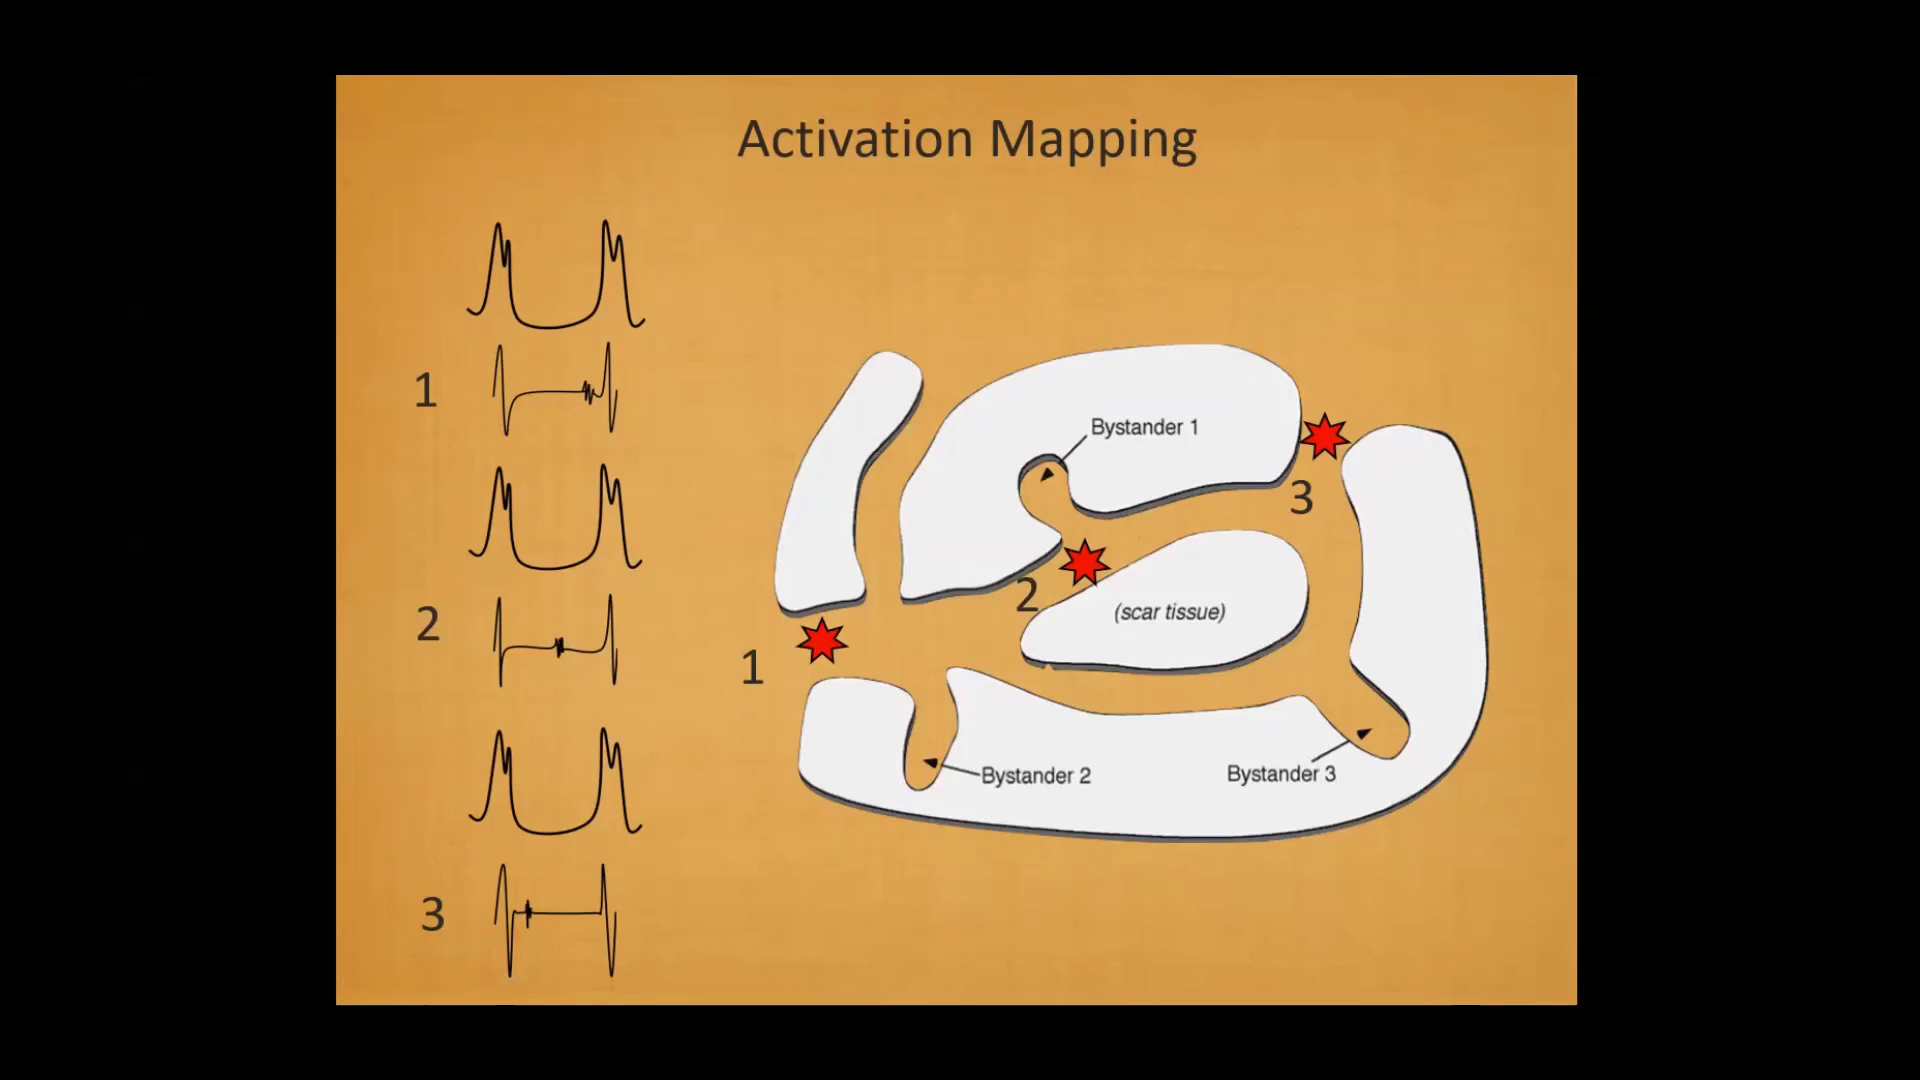 Activation Mapping
1
2
3
Bystander 1
3
2
(scar tissue)
1
Bystander 2
Bystander 3